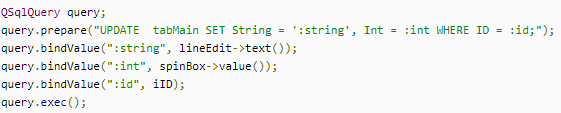 QSqlQuery query;
query.prepare("UPDATE  tabMain SET String = ':string', Int = :int WHERE ID = :id;");
query.bindValue(":string", lineEdit->text());
query.bindValue(":int", spinBox->value());
query.bindValue(":id", iID);
query.exec();